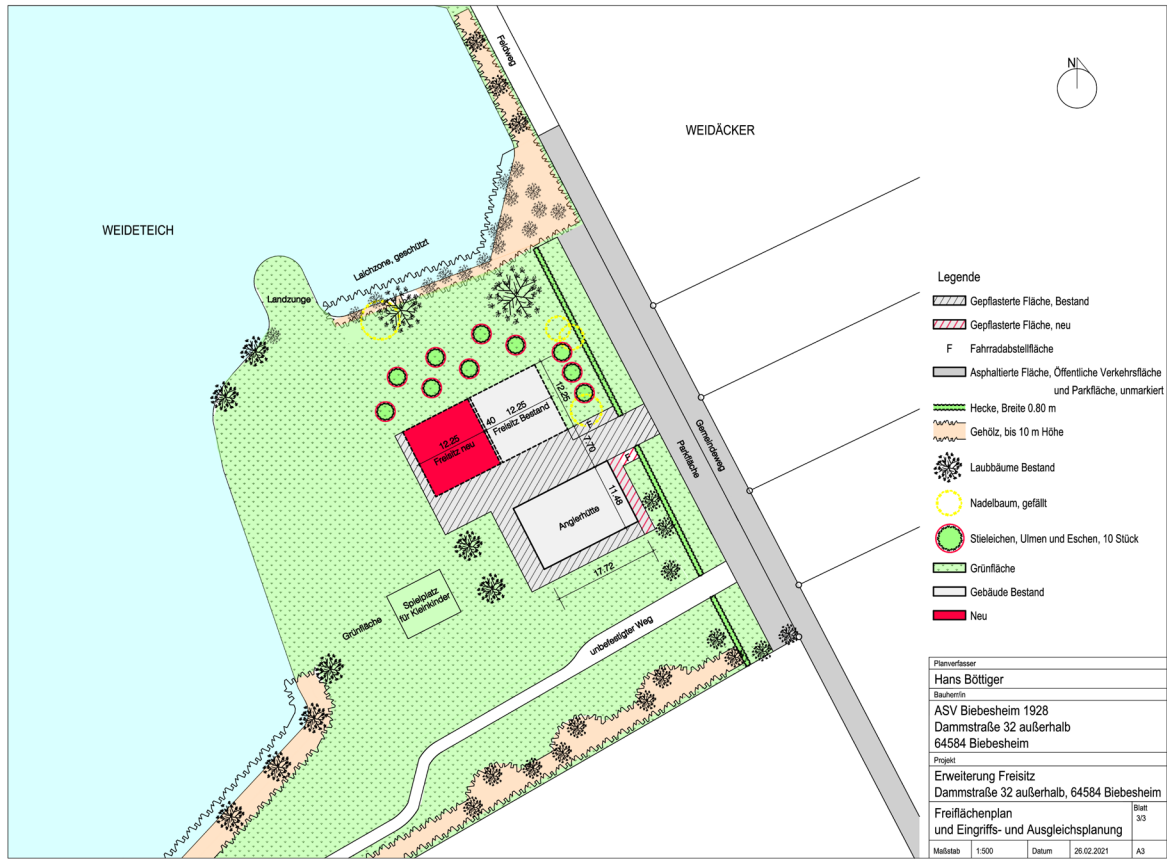 Feldweg
N
WEIDÄCKER
WEIDETEICH
Laichzone, geschützt
Landzunge
12.25
12.25
Freisitz Bestand
40
12.25
Freisitz neu
F
7.70
F
11.48
Anglerhütte
17.72
Parkfläche
Gemeindeweg
Spielplatz
für Kleinkinder
Grünfläche
unbefestigter Weg
Legende
Gepflasterte Fläche, Bestand
Gepflasterte Fläche, neu
F Fahrradabstellfläche
Asphaltierte Fläche, Öffentliche Verkehrsfläche
und Parkfläche, unmarkiert
Hecke, Breite 0.80 m
Gehölz, bis 10 m Höhe
Laubbäume Bestand
Nadelbaum, gefällt
Stieleichen, Ulmen und Eschen, 10 Stück
Grünfläche
Gebäude Bestand
Neu
Planverfasser
Hans Böttiger
Bauherr/in
ASV Biebesheim 1928
Dammstraße 32 außerhalb
64584 Biebesheim
Projekt
Erweiterung Freisitz
Dammstraße 32 außerhalb, 64584 Biebesheim
Freiflächenplan
und Eingriffs- und Ausgleichsplanung
Blatt
3/3
Maßstab 1:500 Datum 26.02.2021 A3